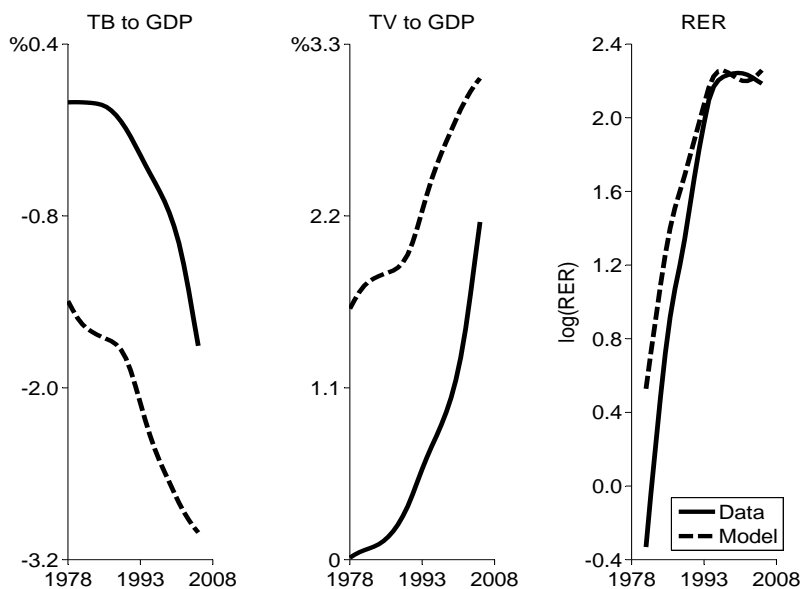 TB to GDP
%0.4
-0.8
-2.0
-3.2
1978 1993 2008
TV to GDP
%3.3
2.2
1.1
0
1978 1993 2008
RER
log(RER)
2.4
2.0
1.6
1.2
0.8
0.4
0.0
-0.4
1978 1993 2008
Data
Model